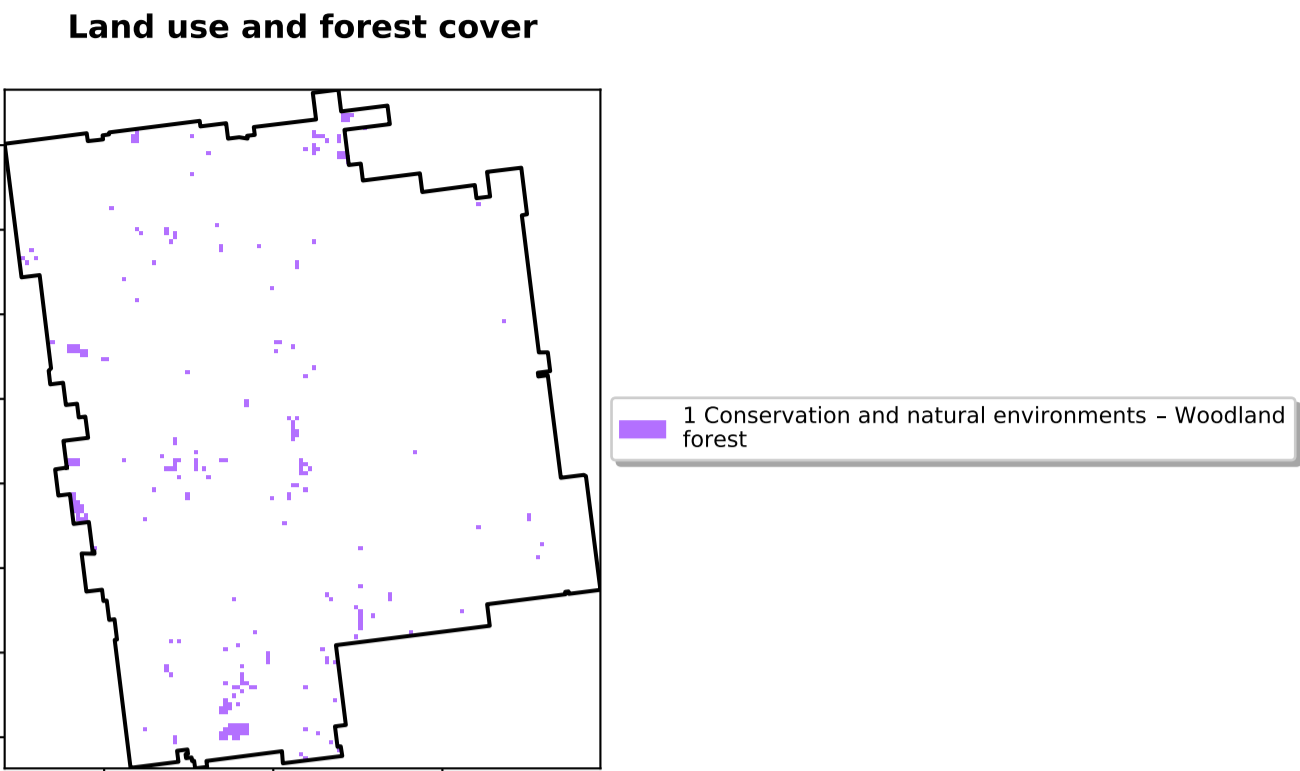 Land use and forest cover
1 Conservation and natural environments – Woodland
forest